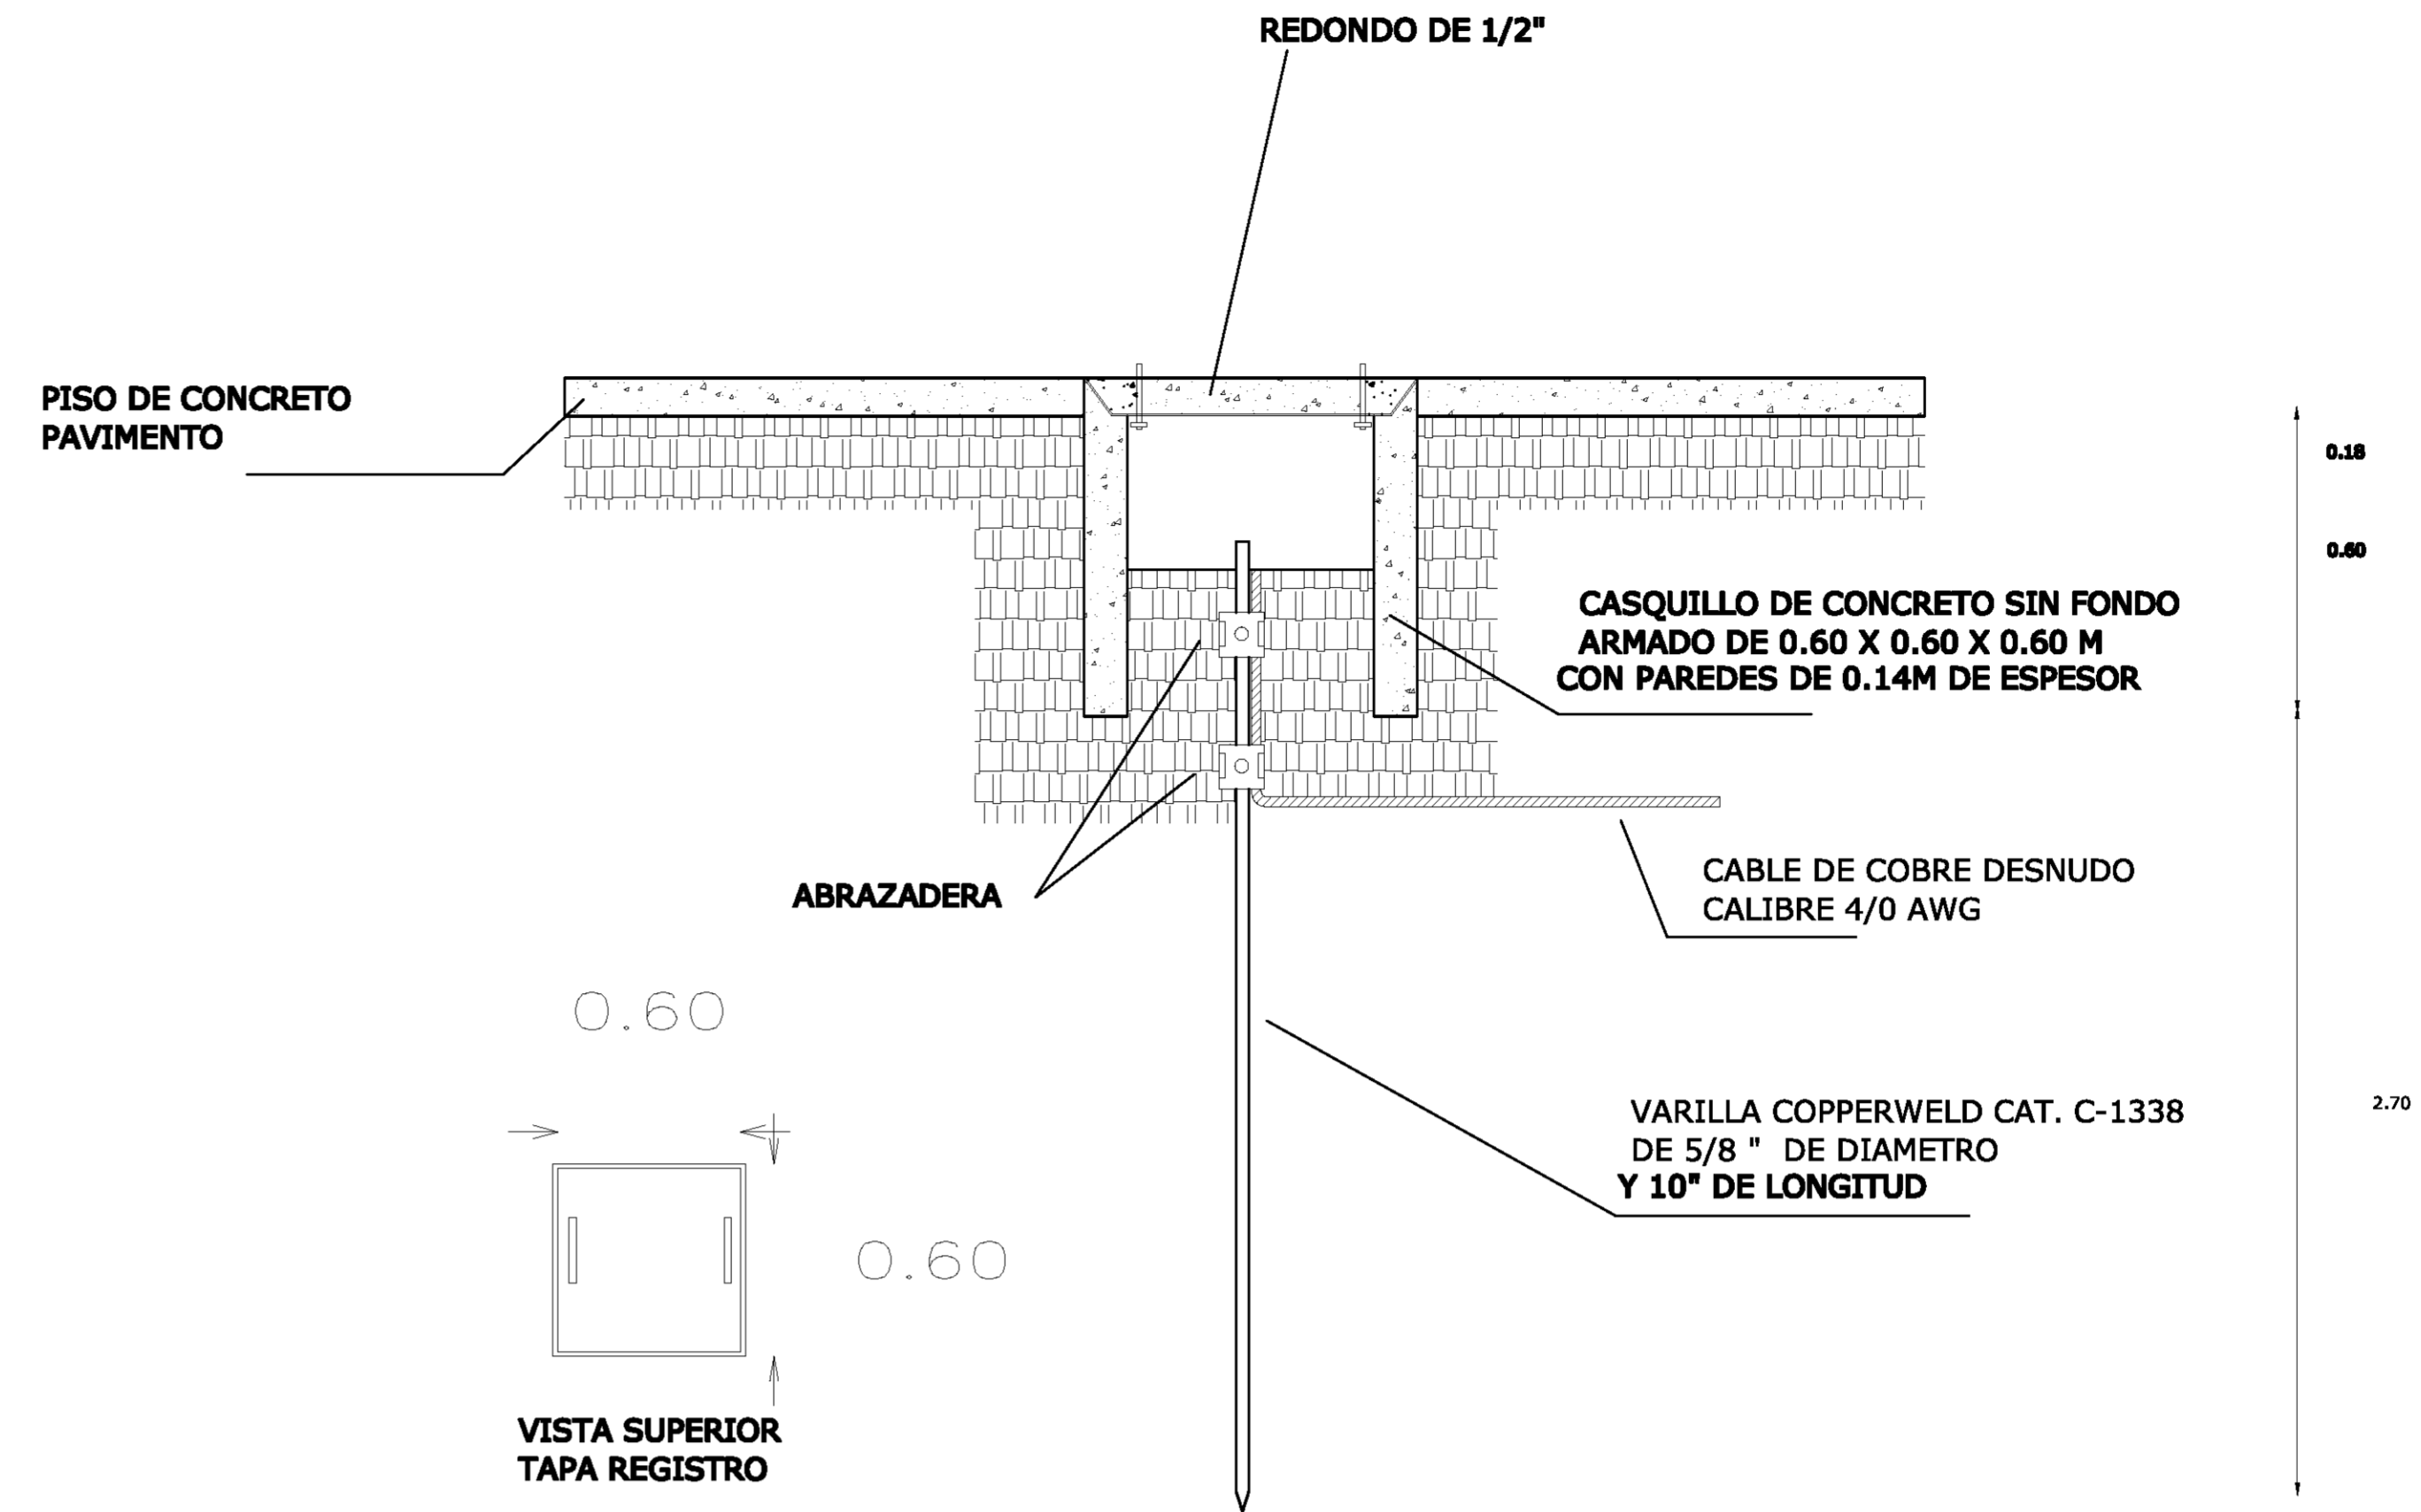 REDONDO DE 1/2"
PISO DE CONCRETO
PAVIMENTO
0.18
0.60
CASQUILLO DE CONCRETO SIN FONDO
ARMADO DE 0.60 X 0.60 X 0.60 M
CON PAREDES DE 0.14M DE ESPESOR
CABLE DE COBRE DESNUDO
CALIBRE 4/0 AWG
ABRAZADERA
0.60
VARILLA COPPERWELD CAT. C-1338
DE 5/8 " DE DIAMETRO
Y 10" DE LONGITUD
2.70
0.60
VISTA SUPERIOR
TAPA REGISTRO